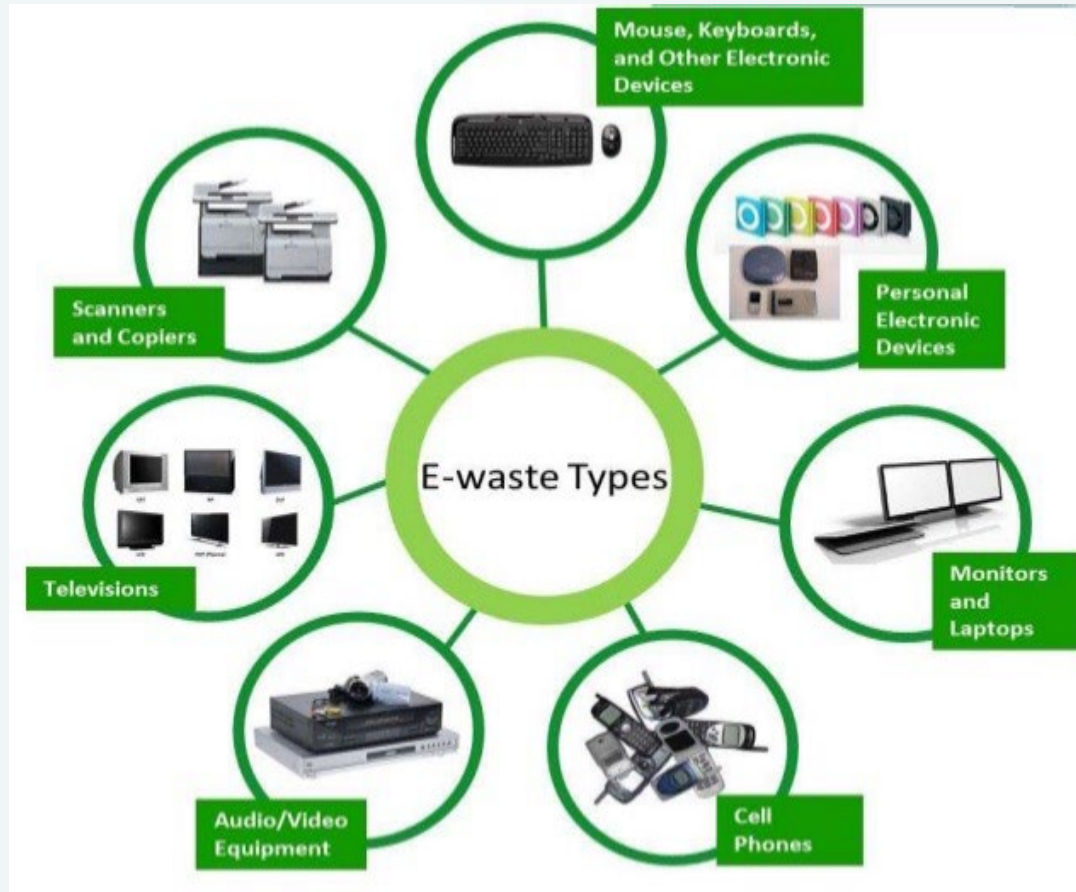 Mouse, Keyboards,
and Other Electronic
Devices
Personal
Electronic
Devices
Monitors
and
Laptops
Cell
Phones
Audio/Video
Equipment
Televisions
Scanners
and Copiers
E-waste Types